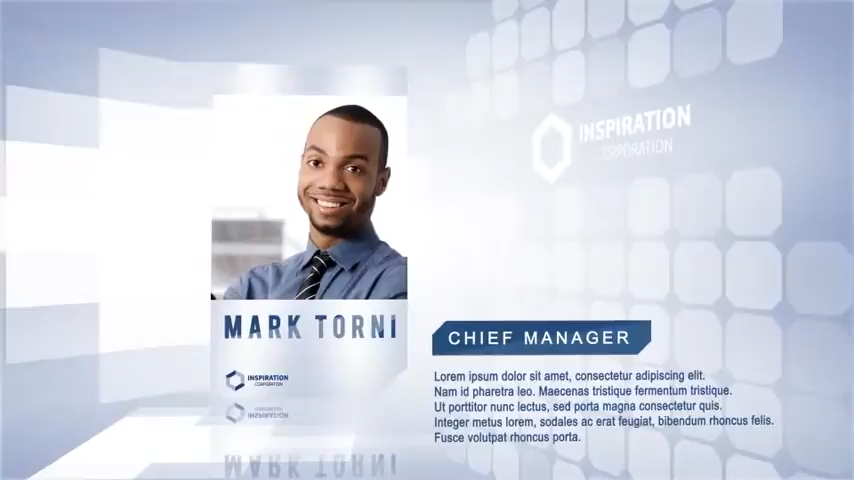 INSPIRATION
CORPORATION
MARK TORNI
CHIEF MANAGER
INSPIRATION
CORPORATION
Lorem ipsum dolor sit amet, consectetur adipiscing elit.
Nam id pharetra leo. Maecenas tristique fermentum tristique.
Ut porttitor nunc lectus, sed porta magna consectetur quis.
Integer metus lorem, sodales ac erat feugiat, bibendum rhoncus felis.
Fusce volutpat rhoncus porta.